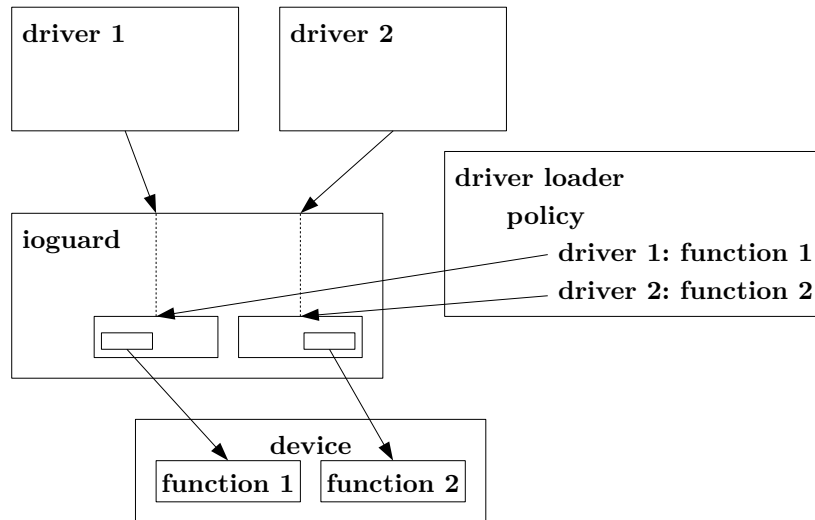 driver 1
driver 2
driver loader
policy
driver 1: function 1
driver 2: function 2
ioguard
device
function 1
function 2